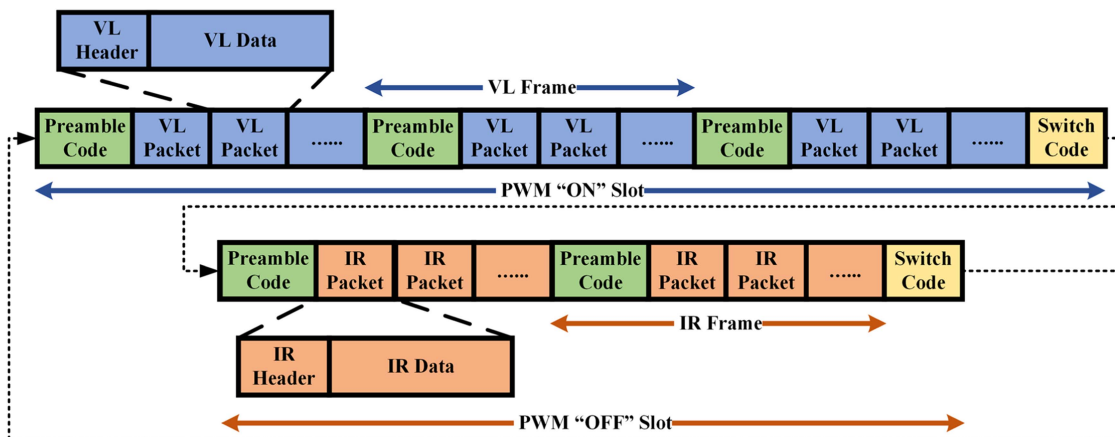 VL
Header
VL Data
VL Frame
Preamble
Code
VL
Packet
VL
Packet
…...
Preamble
Code
VL
Packet
VL
Packet
…...
Preamble
Code
VL
Packet
VL
Packet
…...
Switch
Code
PWM “ON” Slot
Preamble
Code
IR
Packet
IR
Packet
…...
Preamble
Code
IR
Packet
IR
Packet
…...
Switch
Code
IR Frame
IR
Header
IR Data
PWM “OFF” Slot